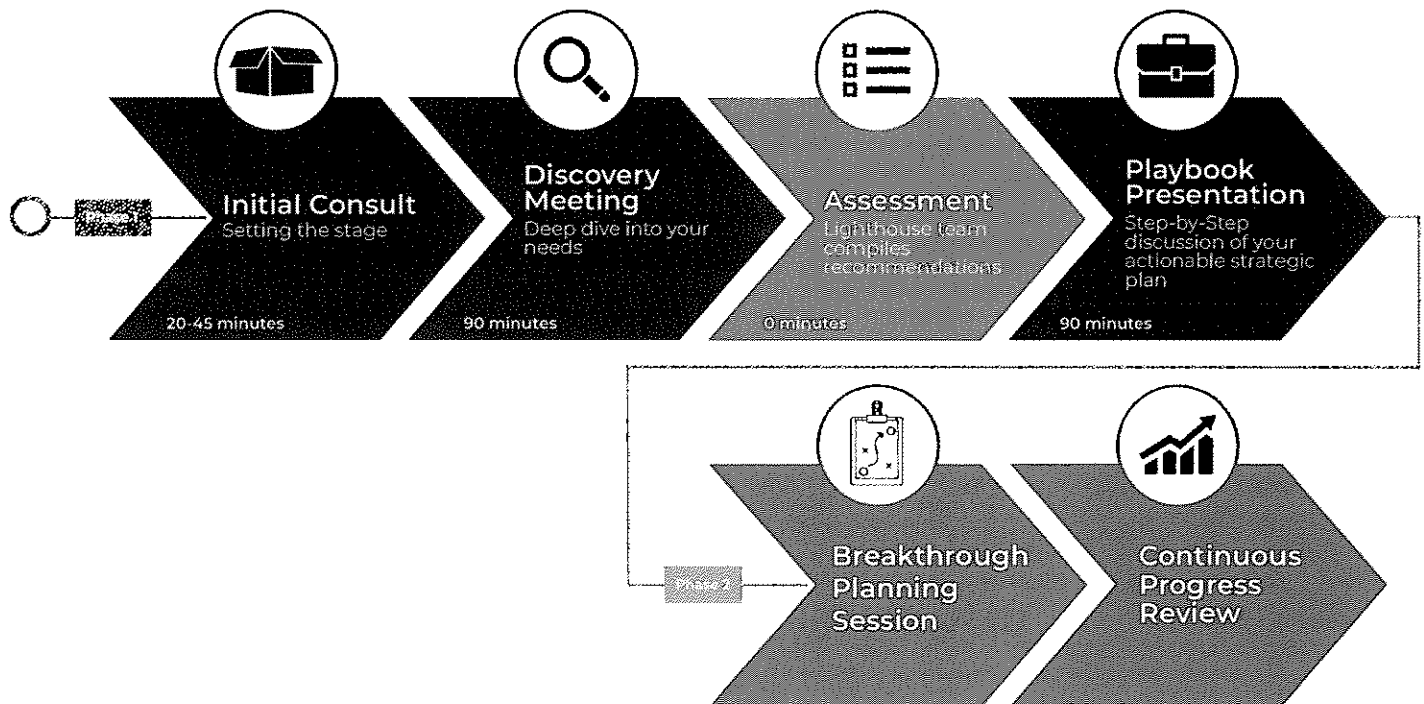 Phase 1
Initial Consult
Setting the stage
20-45 minutes
Discovery
Meeting
Deep dive into your
needs
90 minutes
Assessment
Lighthouse team
compiles
recommendations
0 minutes
Playbook
Presentation
Step-by-Step
discussion of your
actionable strategic
plan
90 minutes
Phase 2
Breakthrough
Planning
Session
Continuous
Progress
Review